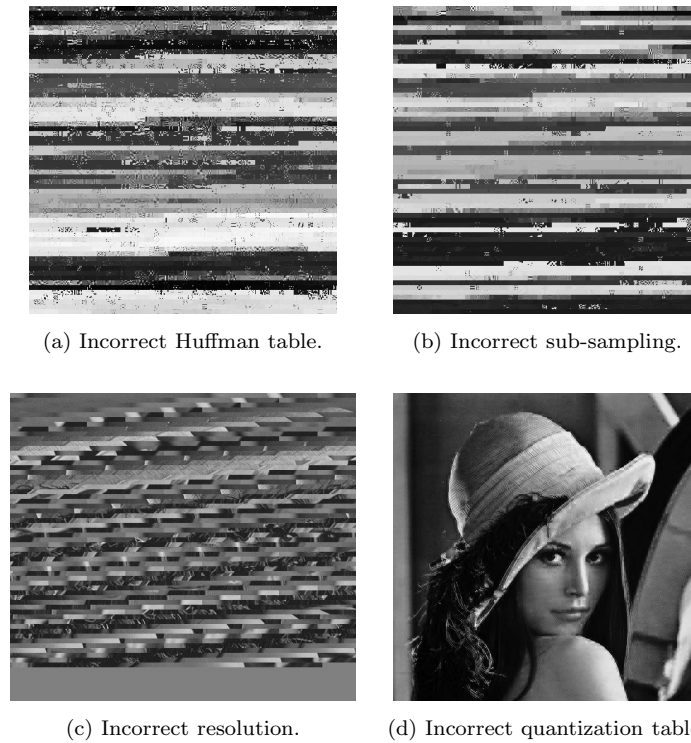 (a) Incorrect Huffman table.
(b) Incorrect sub-sampling.
(c) Incorrect resolution.
(d) Incorrect quantization tabl